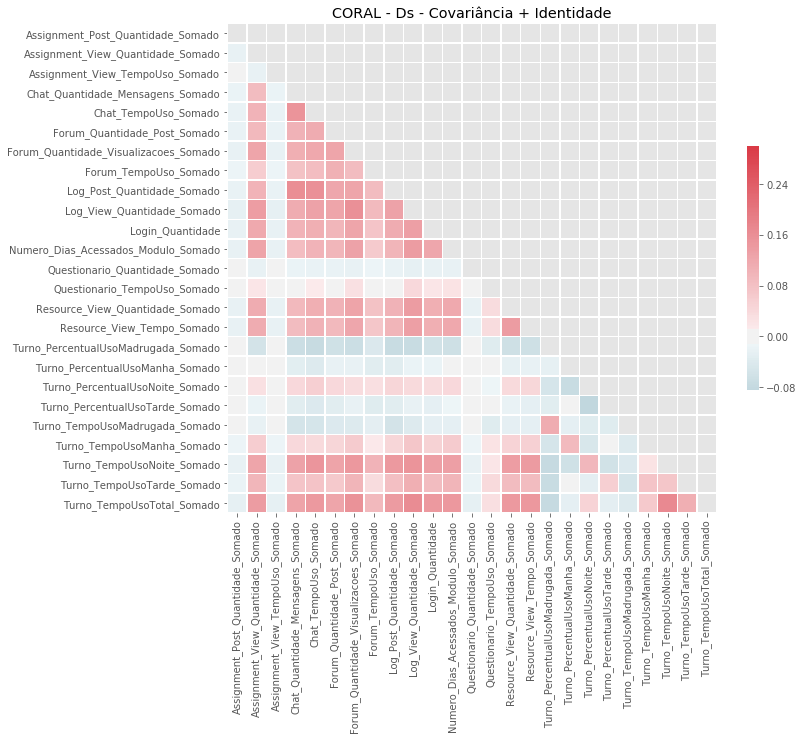 CORAL - Ds - Covariância + Identidade
Assignment_Post_Quantidade_Somado
Assignment_View_Quantidade_Somado
Assignment_View_TempoUso_Somado
Chat_Quantidade_Mensagens_Somado
Chat_TempoUso_Somado
Forum_Quantidade_Post_Somado
Forum_Quantidade_Visualizacoes_Somado
Forum_TempoUso_Somado
Log_Post_Quantidade_Somado
Log_View_Quantidade_Somado
Login_Quantidade
Numero_Dias_Acessados_Modulo_Somado
Questionario_Quantidade_Somado
Questionario_TempoUso_Somado
Resource_View_Quantidade_Somado
Resource_View_Tempo_Somado
Turno_PercentualUsoMadrugada_Somado
Turno_PercentualUsoManha_Somado
Turno_PercentualUsoNoite_Somado
Turno_PercentualUsoTarde_Somado
Turno_TempoUsoMadrugada_Somado
Turno_TempoUsoManha_Somado
Turno_TempoUsoNoite_Somado
Turno_TempoUsoTarde_Somado
Turno_TempoUsoTotal_Somado
0.24
0.16
0.08
0.00
−0.08
Assignment_Post_Quantidade_Somado
Assignment_View_Quantidade_Somado
Assignment_View_TempoUso_Somado
Chat_Quantidade_Mensagens_Somado
Chat_TempoUso_Somado
Forum_Quantidade_Post_Somado
Forum_Quantidade_Visualizacoes_Somado
Forum_TempoUso_Somado
Log_Post_Quantidade_Somado
Log_View_Quantidade_Somado
Login_Quantidade
Numero_Dias_Acessados_Modulo_Somado
Questionario_Quantidade_Somado
Questionario_TempoUso_Somado
Resource_View_Quantidade_Somado
Resource_View_Tempo_Somado
Turno_PercentualUsoMadrugada_Somado
Turno_PercentualUsoManha_Somado
Turno_PercentualUsoNoite_Somado
Turno_PercentualUsoTarde_Somado
Turno_TempoUsoMadrugada_Somado
Turno_TempoUsoManha_Somado
Turno_TempoUsoNoite_Somado
Turno_TempoUsoTarde_Somado
Turno_TempoUsoTotal_Somado